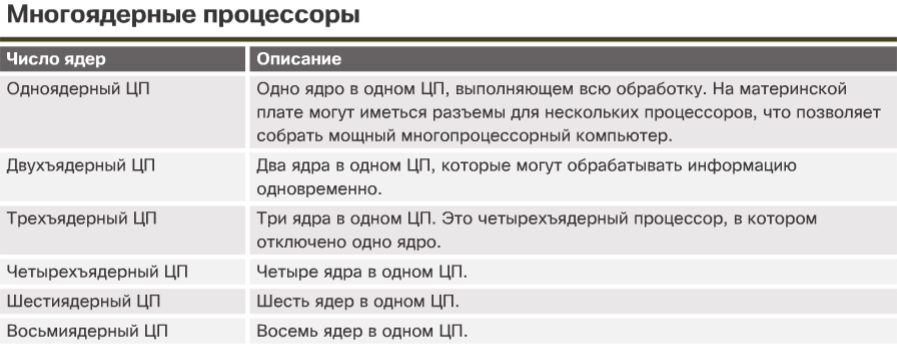 Многоядерные процессоры
Число ядер Описание
Одноядерный ЦП Одно ядро в одном ЦП, выполняющем всю обработку. На материнской
плате могут иметься разъемы для нескольких процессоров, что позволяет
собрать мощный многопроцессорный компьютер.
Двухъядерный ЦП Два ядра в одном ЦП, которые могут обрабатывать информацию
одновременно.
Трехъядерный ЦП Три ядра в одном ЦП. Это четырехъядерный процессор, в котором
отключено одно ядро.
Четырехъядерный ЦП Четыре ядра в одном ЦП.
Шестиядерный ЦП Шесть ядер в одном ЦП.
Восьмиядерный ЦП Восемь ядер в одном ЦП.